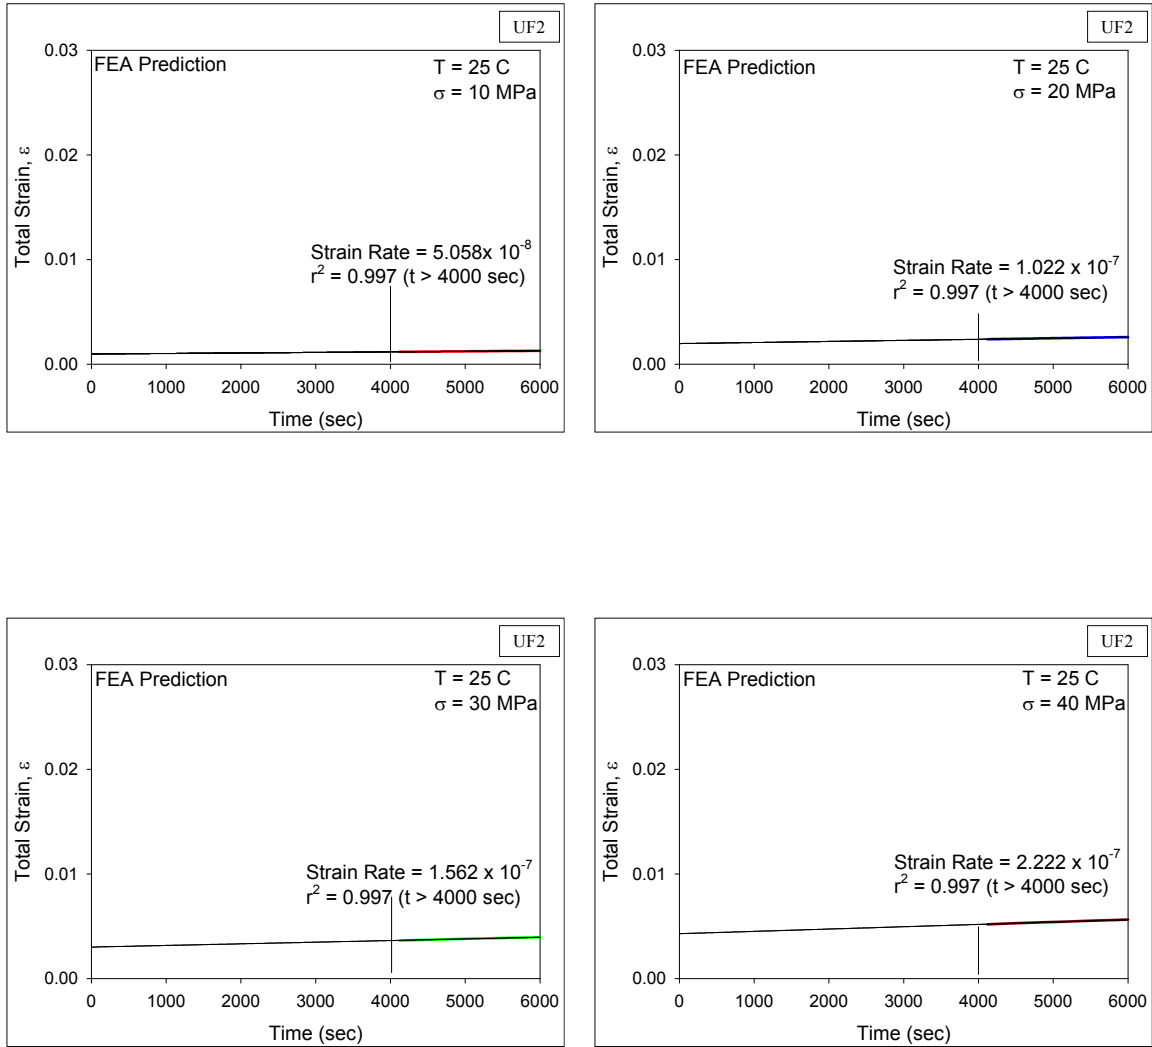 UF2
FEA Prediction
T = 25 C
σ = 10 MPa
Total Strain, ε
0.03
0.02
0.01
0.00
Strain Rate = 5.058x 10^-8
r^2 = 0.997 (t > 4000 sec)
0 1000 2000 3000 4000 5000 6000
Time (sec)
UF2
FEA Prediction
T = 25 C
σ = 20 MPa
Total Strain, ε
0.03
0.02
0.01
0.00
Strain Rate = 1.022 x 10^-7
r^2 = 0.997 (t > 4000 sec)
0 1000 2000 3000 4000 5000 6000
Time (sec)
UF2
FEA Prediction
T = 25 C
σ = 30 MPa
Total Strain, ε
0.03
0.02
0.01
0.00
Strain Rate = 1.562 x 10^-7
r^2 = 0.997 (t > 4000 sec)
0 1000 2000 3000 4000 5000 6000
Time (sec)
UF2
FEA Prediction
T = 25 C
σ = 40 MPa
Total Strain, ε
0.03
0.02
0.01
0.00
Strain Rate = 2.222 x 10^-7
r^2 = 0.997 (t > 4000 sec)
0 1000 2000 3000 4000 5000 6000
Time (sec)